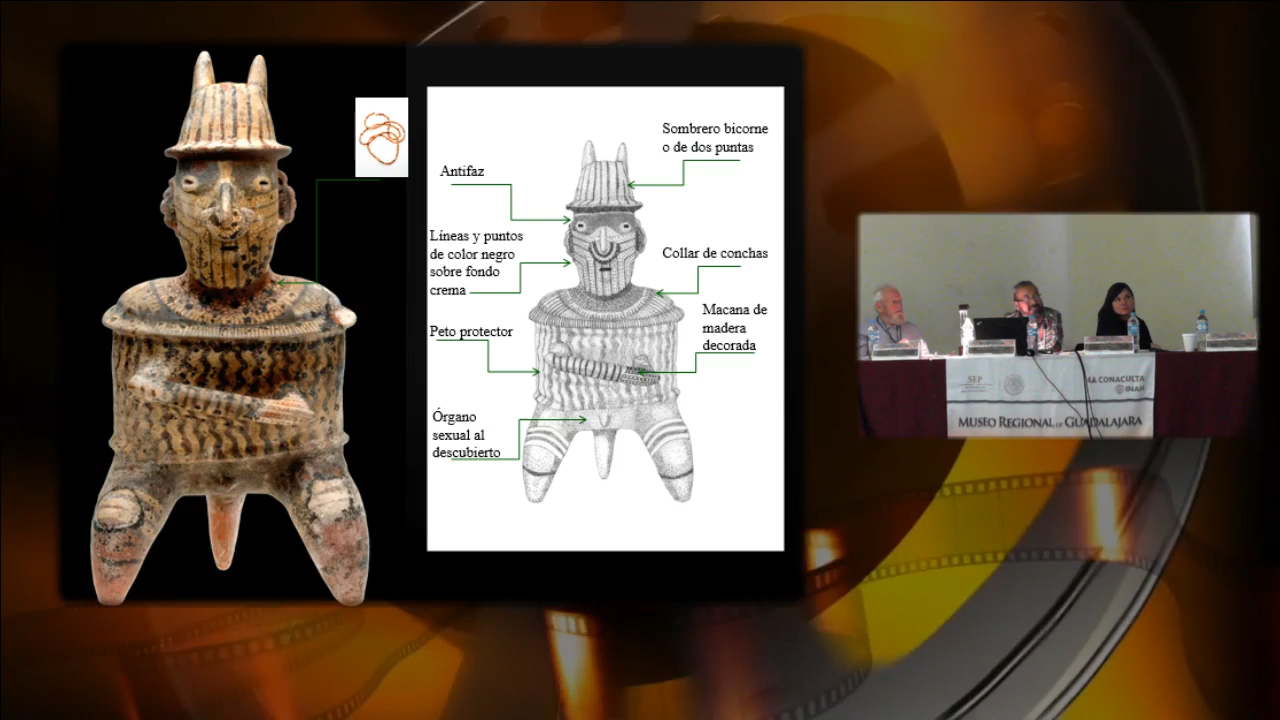 Sombrero bicorne
o de dos puntas
Antifaz
Líneas y puntos
de color negro
sobre fondo
crema
Collar de conchas
Macana de
madera
decorada
Peto protector
Órgano
sexual al
descubierto
SEP
CONACULTA
INAH
MUSEO REGIONAL DE GUADALAJARA